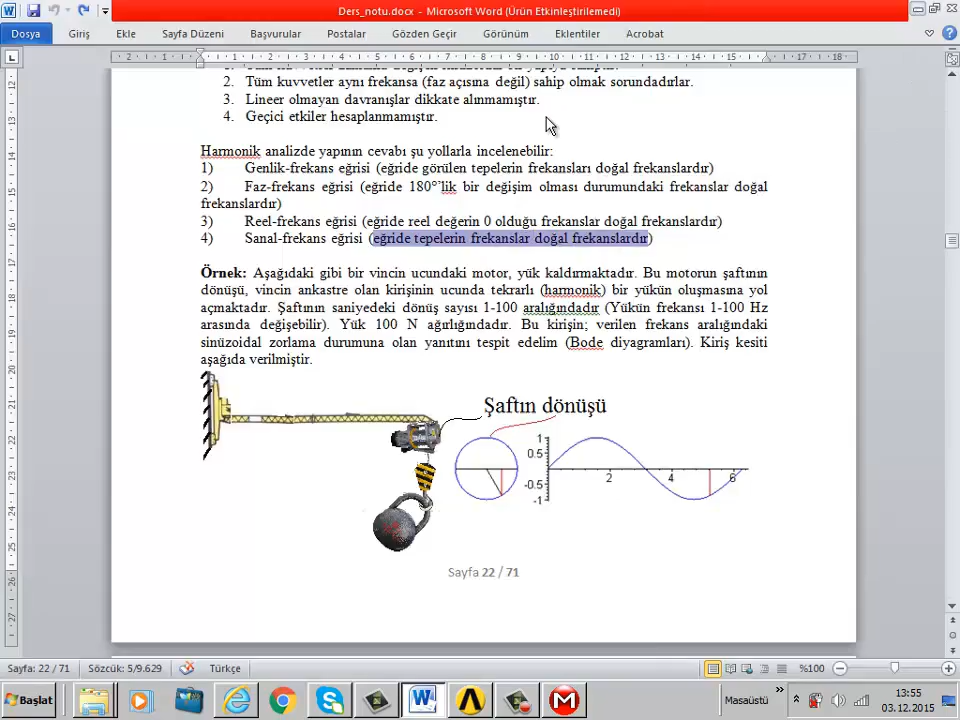 Ders_notu.docx - Microsoft Word (Ürün Etkinleştirilemedi)
Dosya Giriş Ekle Sayfa Düzeni Başvurular Postalar Gözden Geçir Görünüm Eklentiler Acrobat
2. Tüm kuvvetler aynı frekansa (faz açısına değil) sahip olmak sorundadırlar.
3. Lineer olmayan davranışlar dikkate alınmamıştır.
4. Geçici etkiler hesaplanmamıştır.
Harmonik analizde yapının cevabı şu yollarla incelenebilir:
1) Genlik-frekans eğrisi (eğride görülen tepelerin frekansları doğal frekanslardır)
2) Faz-frekans eğrisi (eğride 180°'lik bir değişim olması durumundaki frekanslar doğal
frekanslardır)
3) Reel-frekans eğrisi (eğride reel değerin 0 olduğu frekanslar doğal frekanslardır)
4) Sanal-frekans eğrisi (eğride tepelerin frekanslar doğal frekanslardır)
Örnek: Aşağıdaki gibi bir vincin ucundaki motor, yük kaldırmaktadır. Bu motorun şaftının
dönüşü, vincin ankastre olan kirişinin ucunda tekrarlı (harmonik) bir yükün oluşmasına yol
açmaktadır. Şaftının saniyedeki dönüş sayısı 1-100 aralığındadır (Yükün frekansı 1-100 Hz
arasında değişebilir). Yük 100 N ağırlığındadır. Bu kirişin; verilen frekans aralığındaki
sinüzoidal zorlama durumuna olan yanıtını tespit edelim (Bode diyagramları). Kiriş kesiti
aşağıda verilmiştir.
Şaftın dönüşü
1
0.5
-0.5
-1
2 4 6
Sayfa 22 / 71
Sayfa: 22 / 71 Sözcük: 5/9.629 Türkçe %100
Başlat Masaüstü 13:55
03.12.2015